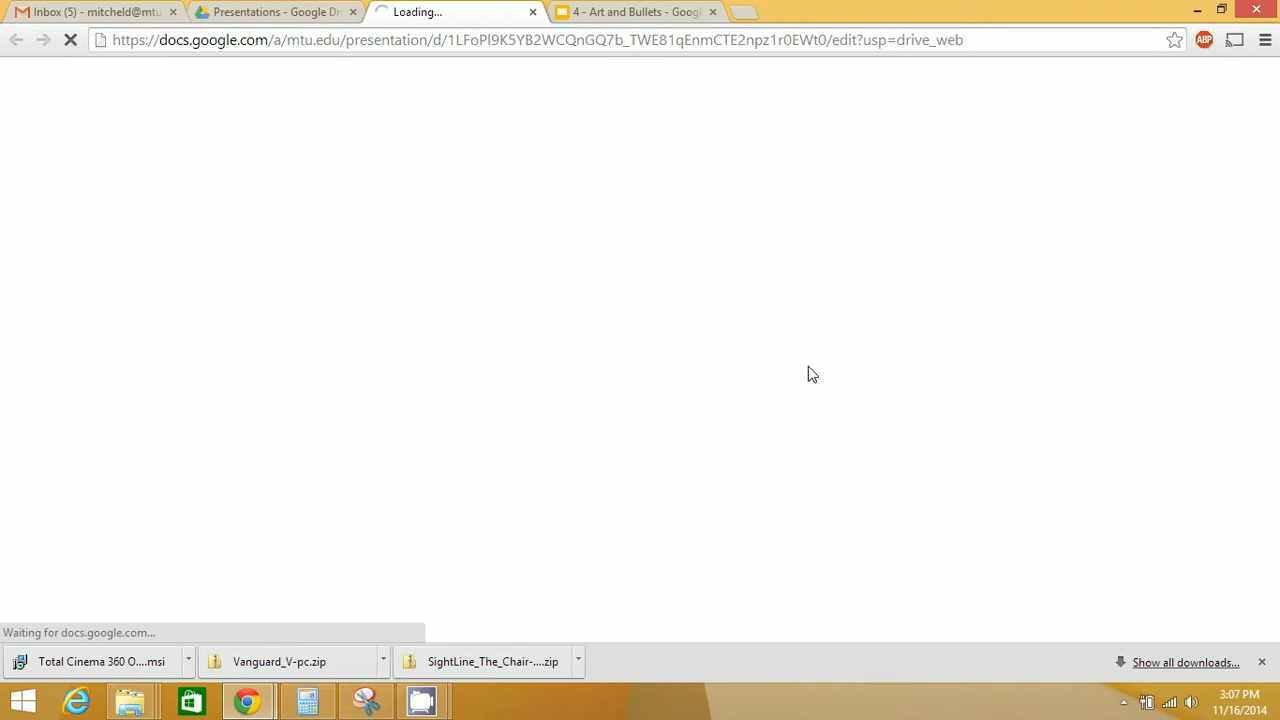 Inbox (5) - mitcheld@mtu
Presentations - Google Dr
Loading...
4 - Art and Bullets - Goog
https://docs.google.com/a/mtu.edu/presentation/d/1LFoPl9K5YB2WCQnGQ7b_TWE81qEnmCTE2npz1r0EWt0/edit?usp=drive_web
ABP
Waiting for docs.google.com...
Total Cinema 360 O....msi
Vanguard_V-pc.zip
SightLine_The_Chair-....zip
Show all downloads...
3:07 PM
11/16/2014